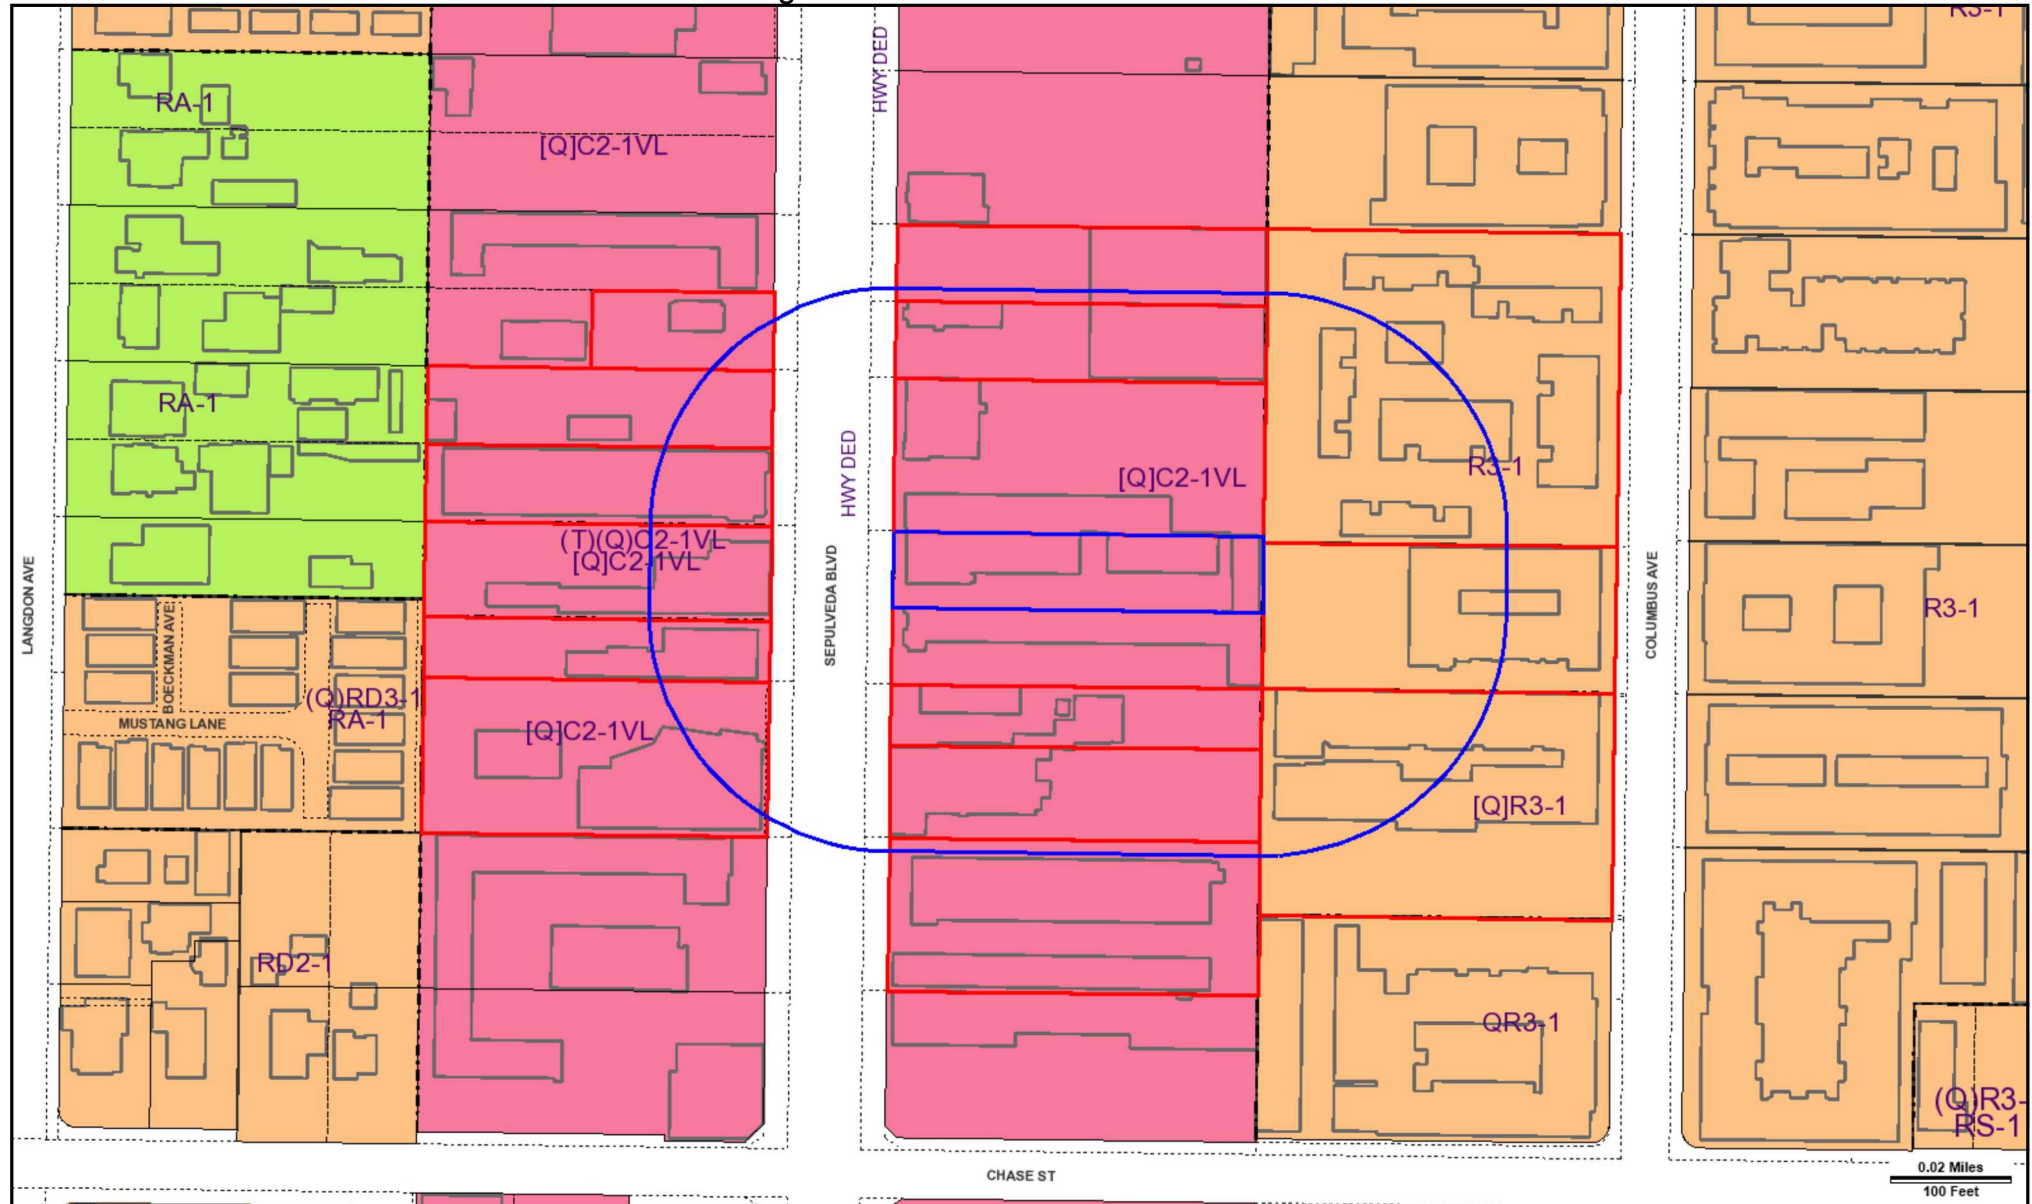 R3-1
HWY DED
RA-1
[Q]C2-1VL
RA-1
HWY DED
[Q]C2-1VL
R3-1
(T)(Q)C2-1VL
[Q]C2-1VL
LANGDON AVE
SEPULVEDA BLVD
COLUMBUS AVE
R3-1
BOECKMAN AVE
(Q)RD3-1
RA-1
MUSTANG LANE
[Q]C2-1VL
[Q]R3-1
RD2-1
QR3-1
(Q)R3-
RS-1
CHASE ST
0.02 Miles
100 Feet